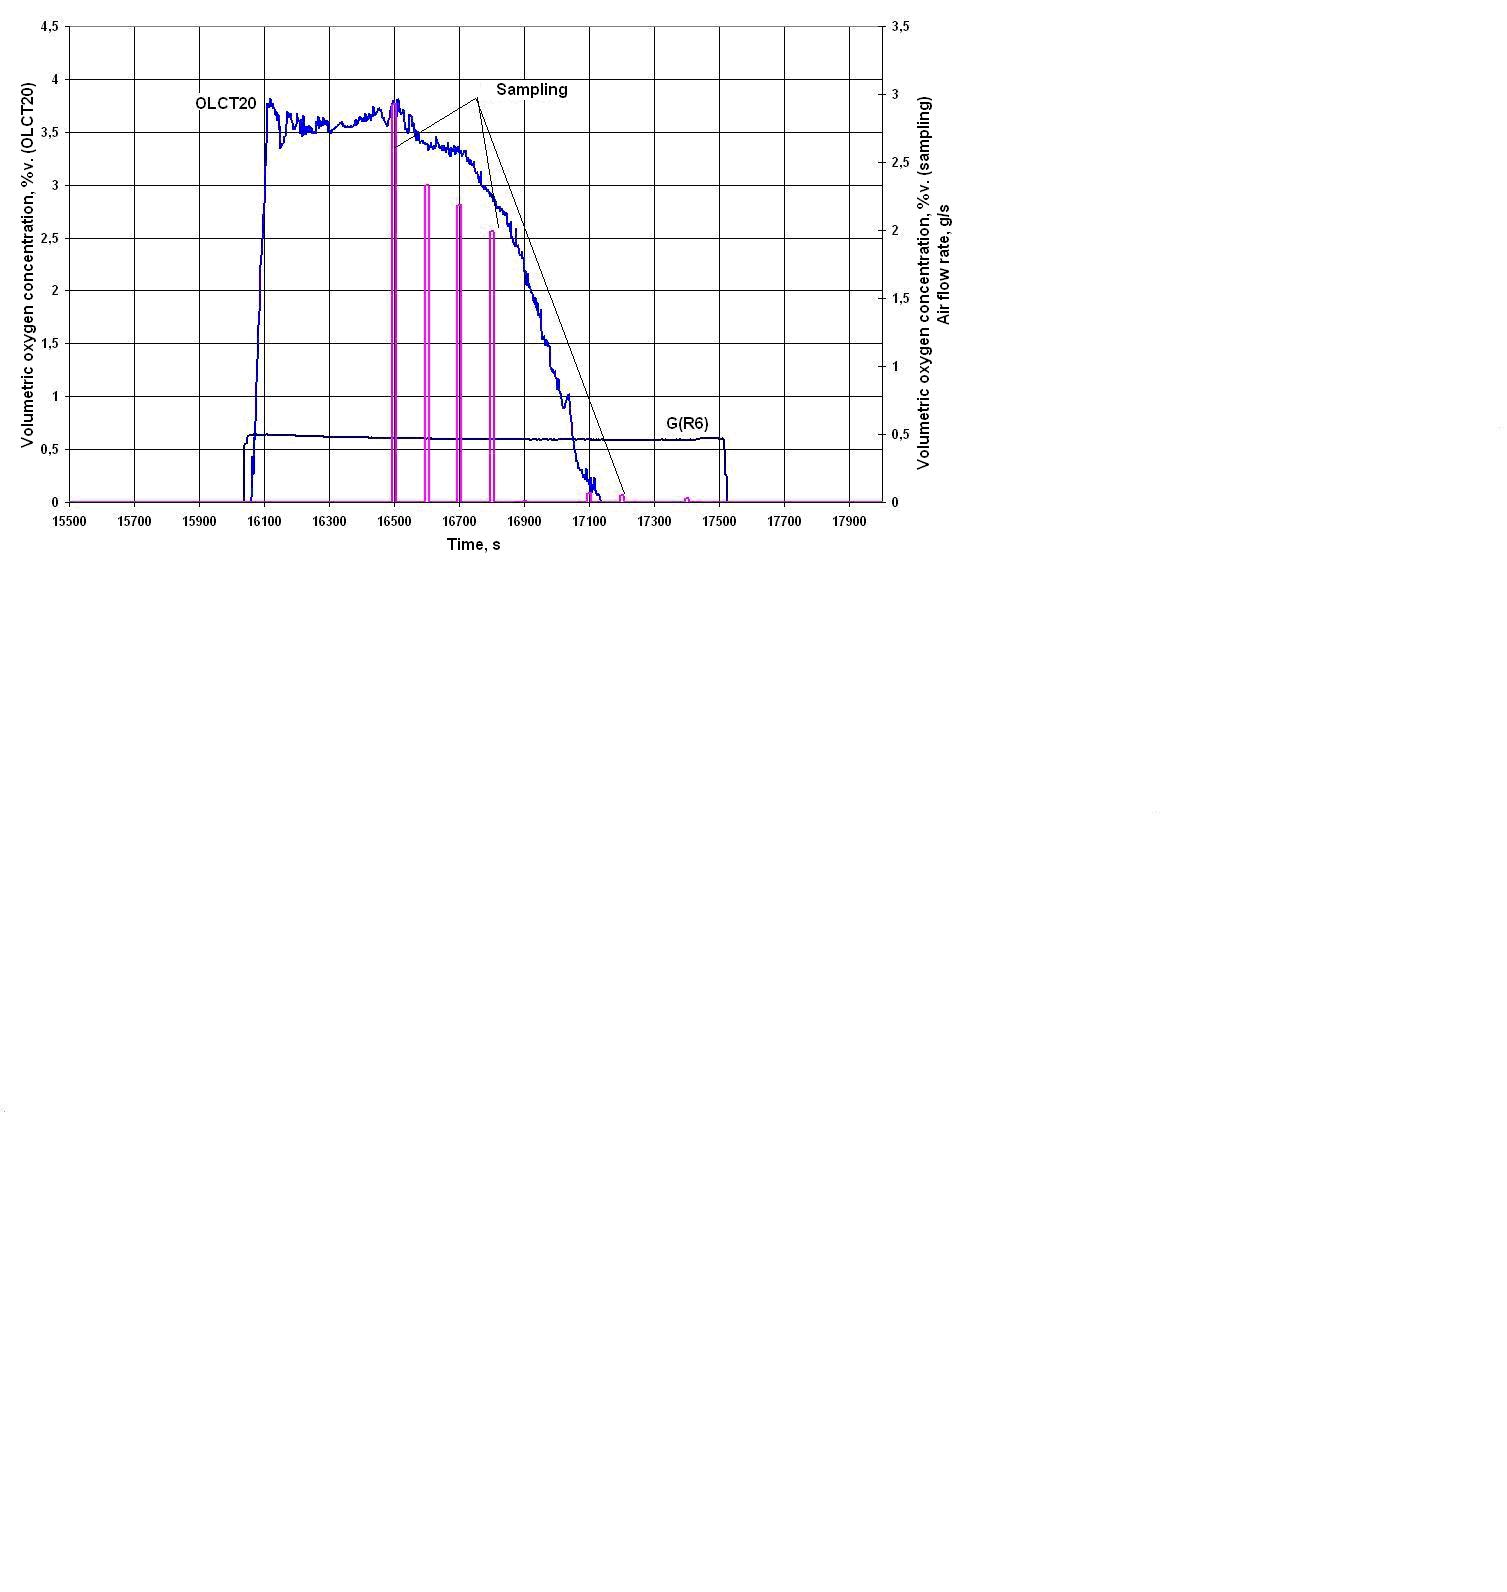 4,5
4
3,5
3
2,5
2
1,5
1
0,5
0
Volumetric oxygen concentration, %v. (OLCT20)
OLCT20
Sampling
G(R6)
3,5
3
2,5
2
1,5
1
0,5
0
Volumetric oxygen concentration, %v. (sampling)
Air flow rate, g/s
15500 15700 15900 16100 16300 16500 16700 16900 17100 17300 17500 17700 17900
Time, s